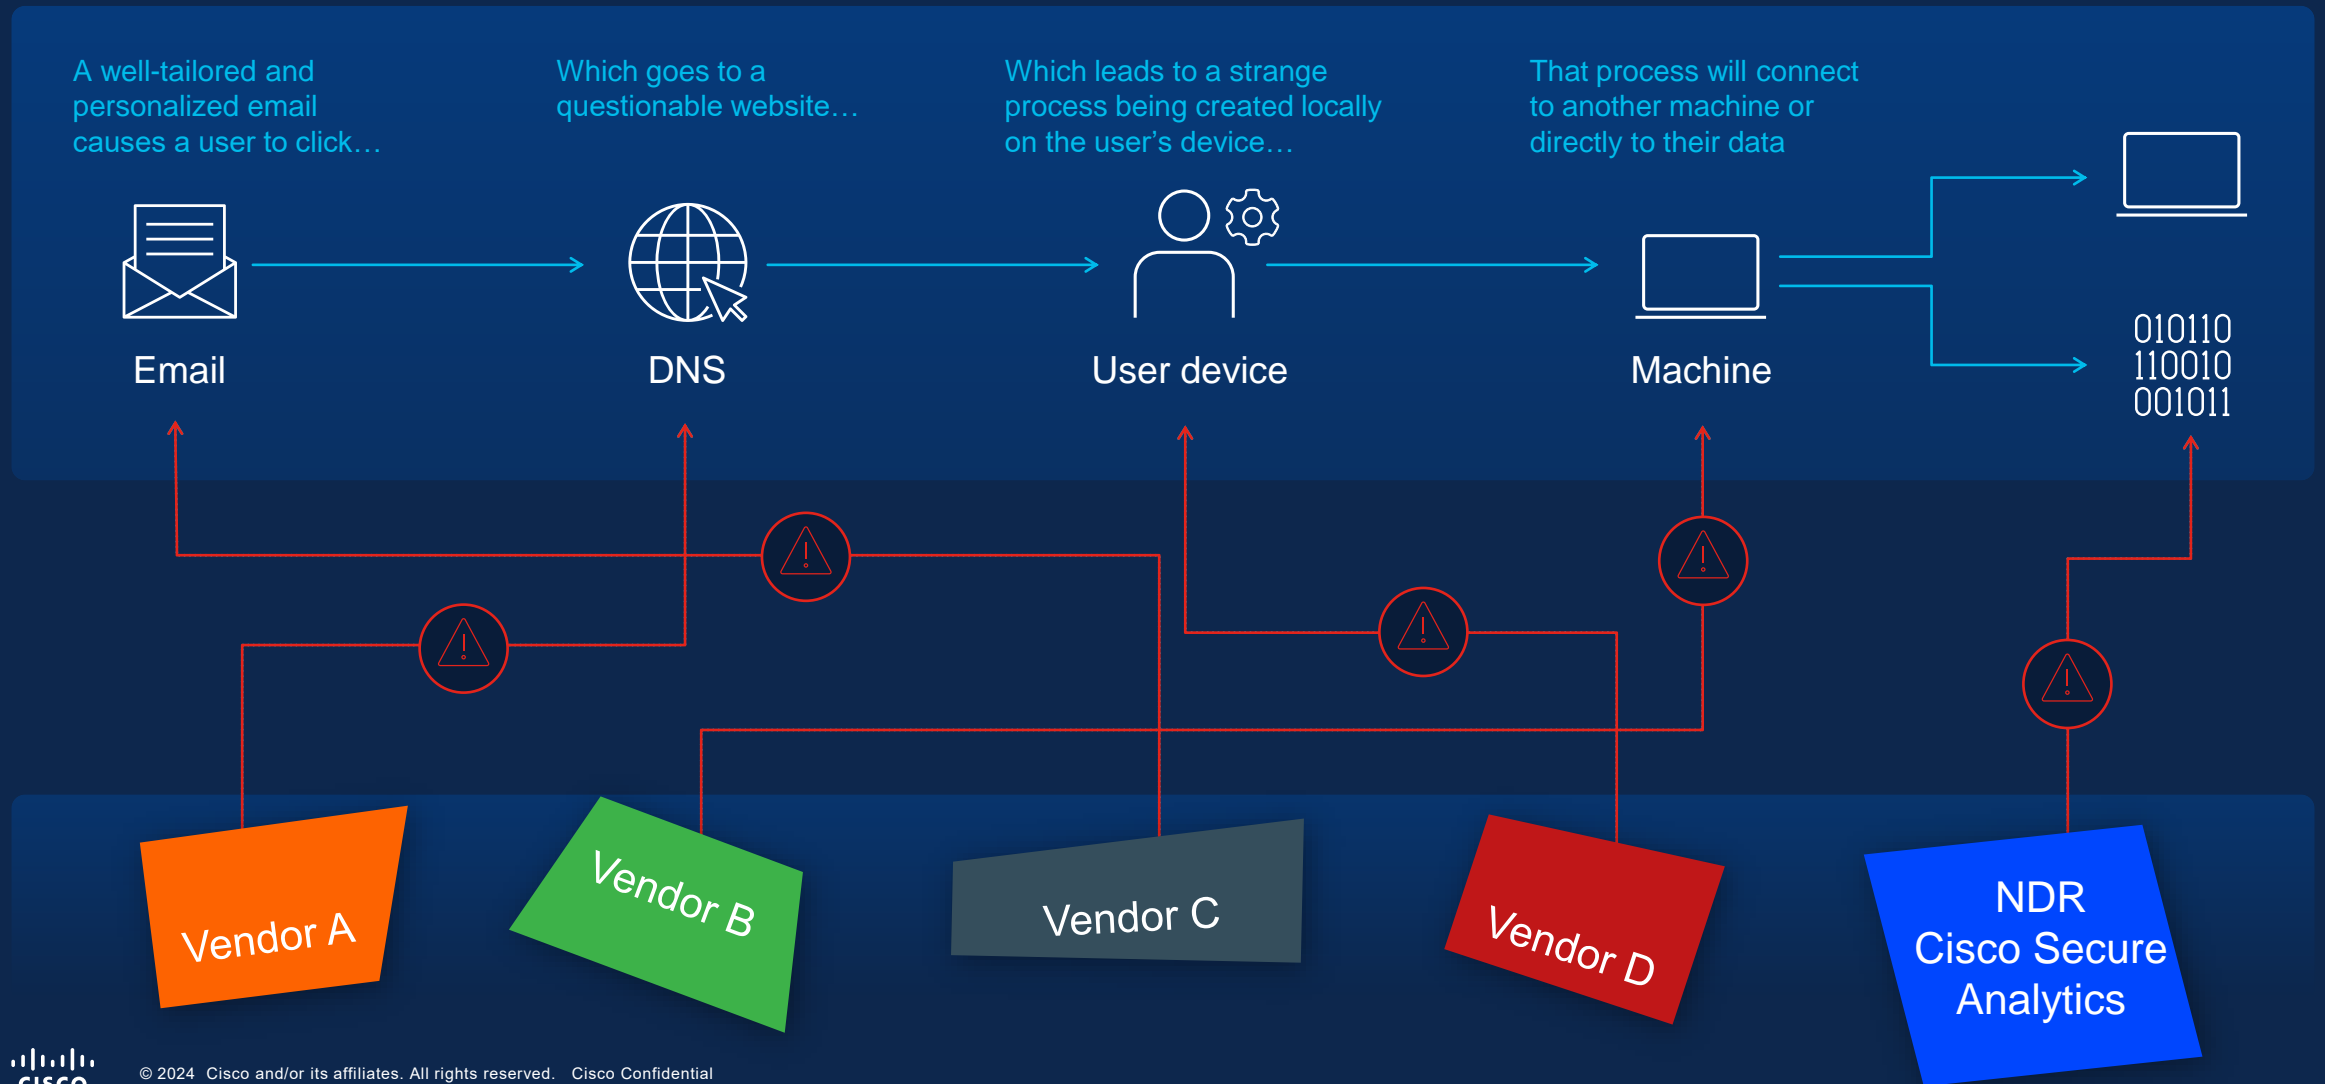 A well-tailored and
personalized email
causes a user to click…
Which goes to a
questionable website…
Which leads to a strange
process being created locally
on the user’s device…
That process will connect
to another machine or
directly to their data
010110
110010
001011
Email
DNS
User device
Machine
Vendor A
Vendor B
Vendor C
Vendor D
NDR
Cisco Secure
Analytics
CISCO
© 2024 Cisco and/or its affiliates. All rights reserved. Cisco Confidential